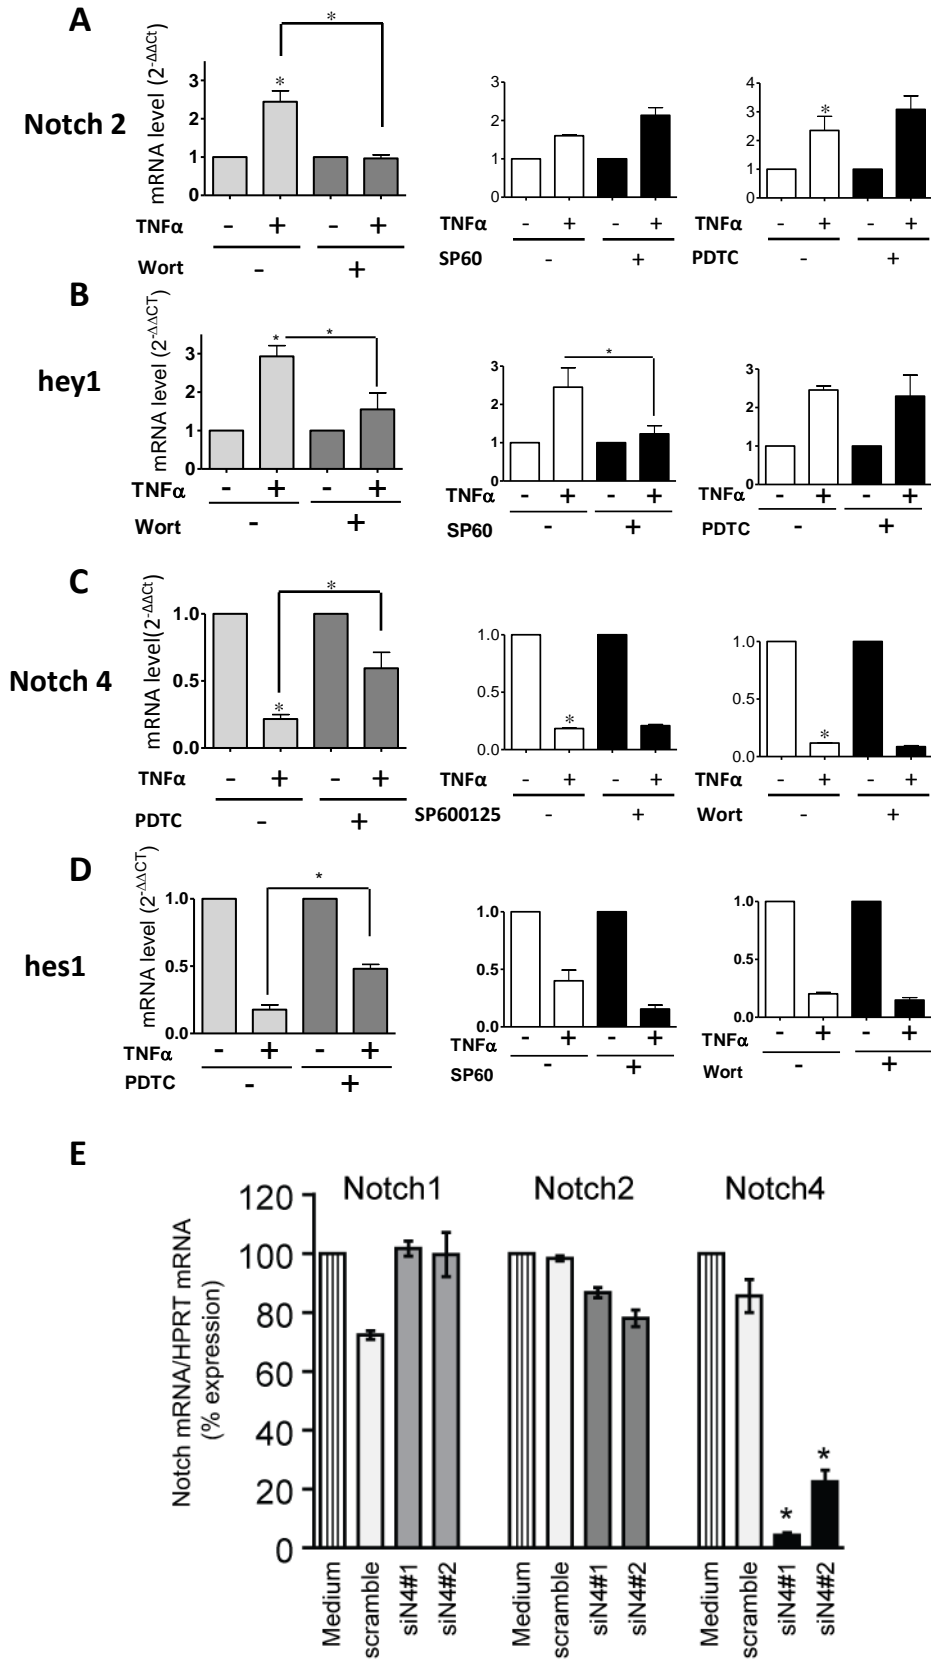 A
Notch 2
mRNA level (2-ΔΔCt)
*
*
3
2
1
0
TNFα - + - +
Wort - +
3
2
1
0
TNFα - + - +
SP60 - +
*
4
3
2
1
0
TNFα - + - +
PDTC - +
B
hey1
mRNA level (2-ΔΔCT)
* *
3
2
1
0
TNFα - + - +
Wort - +
*
3
2
1
0
TNFα - + - +
SP60 - +
3
2
1
0
TNFα - + - +
PDTC - +
C
Notch 4
mRNA level(2-ΔΔCt)
*
*
1.0
0.5
0.0
TNFα - + - +
PDTC - +
*
1.0
0.5
0.0
TNFα - + - +
SP600125 - +
*
1.0
0.5
0.0
TNFα - + - +
Wort - +
D
hes1
mRNA level (2-ΔΔCT)
*
1.0
0.5
0.0
TNFα - + - +
PDTC - +
1.0
0.5
0.0
TNFα - + - +
SP60 - +
1.0
0.5
0.0
TNFα - + - +
Wort - +
E
Notch mRNA/HPRT mRNA
(% expression)
120
100
80
60
40
20
0
Notch1 Notch2 Notch4
* *
Medium scramble siN4#1 siN4#2 Medium scramble siN4#1 siN4#2 Medium scramble siN4#1 siN4#2